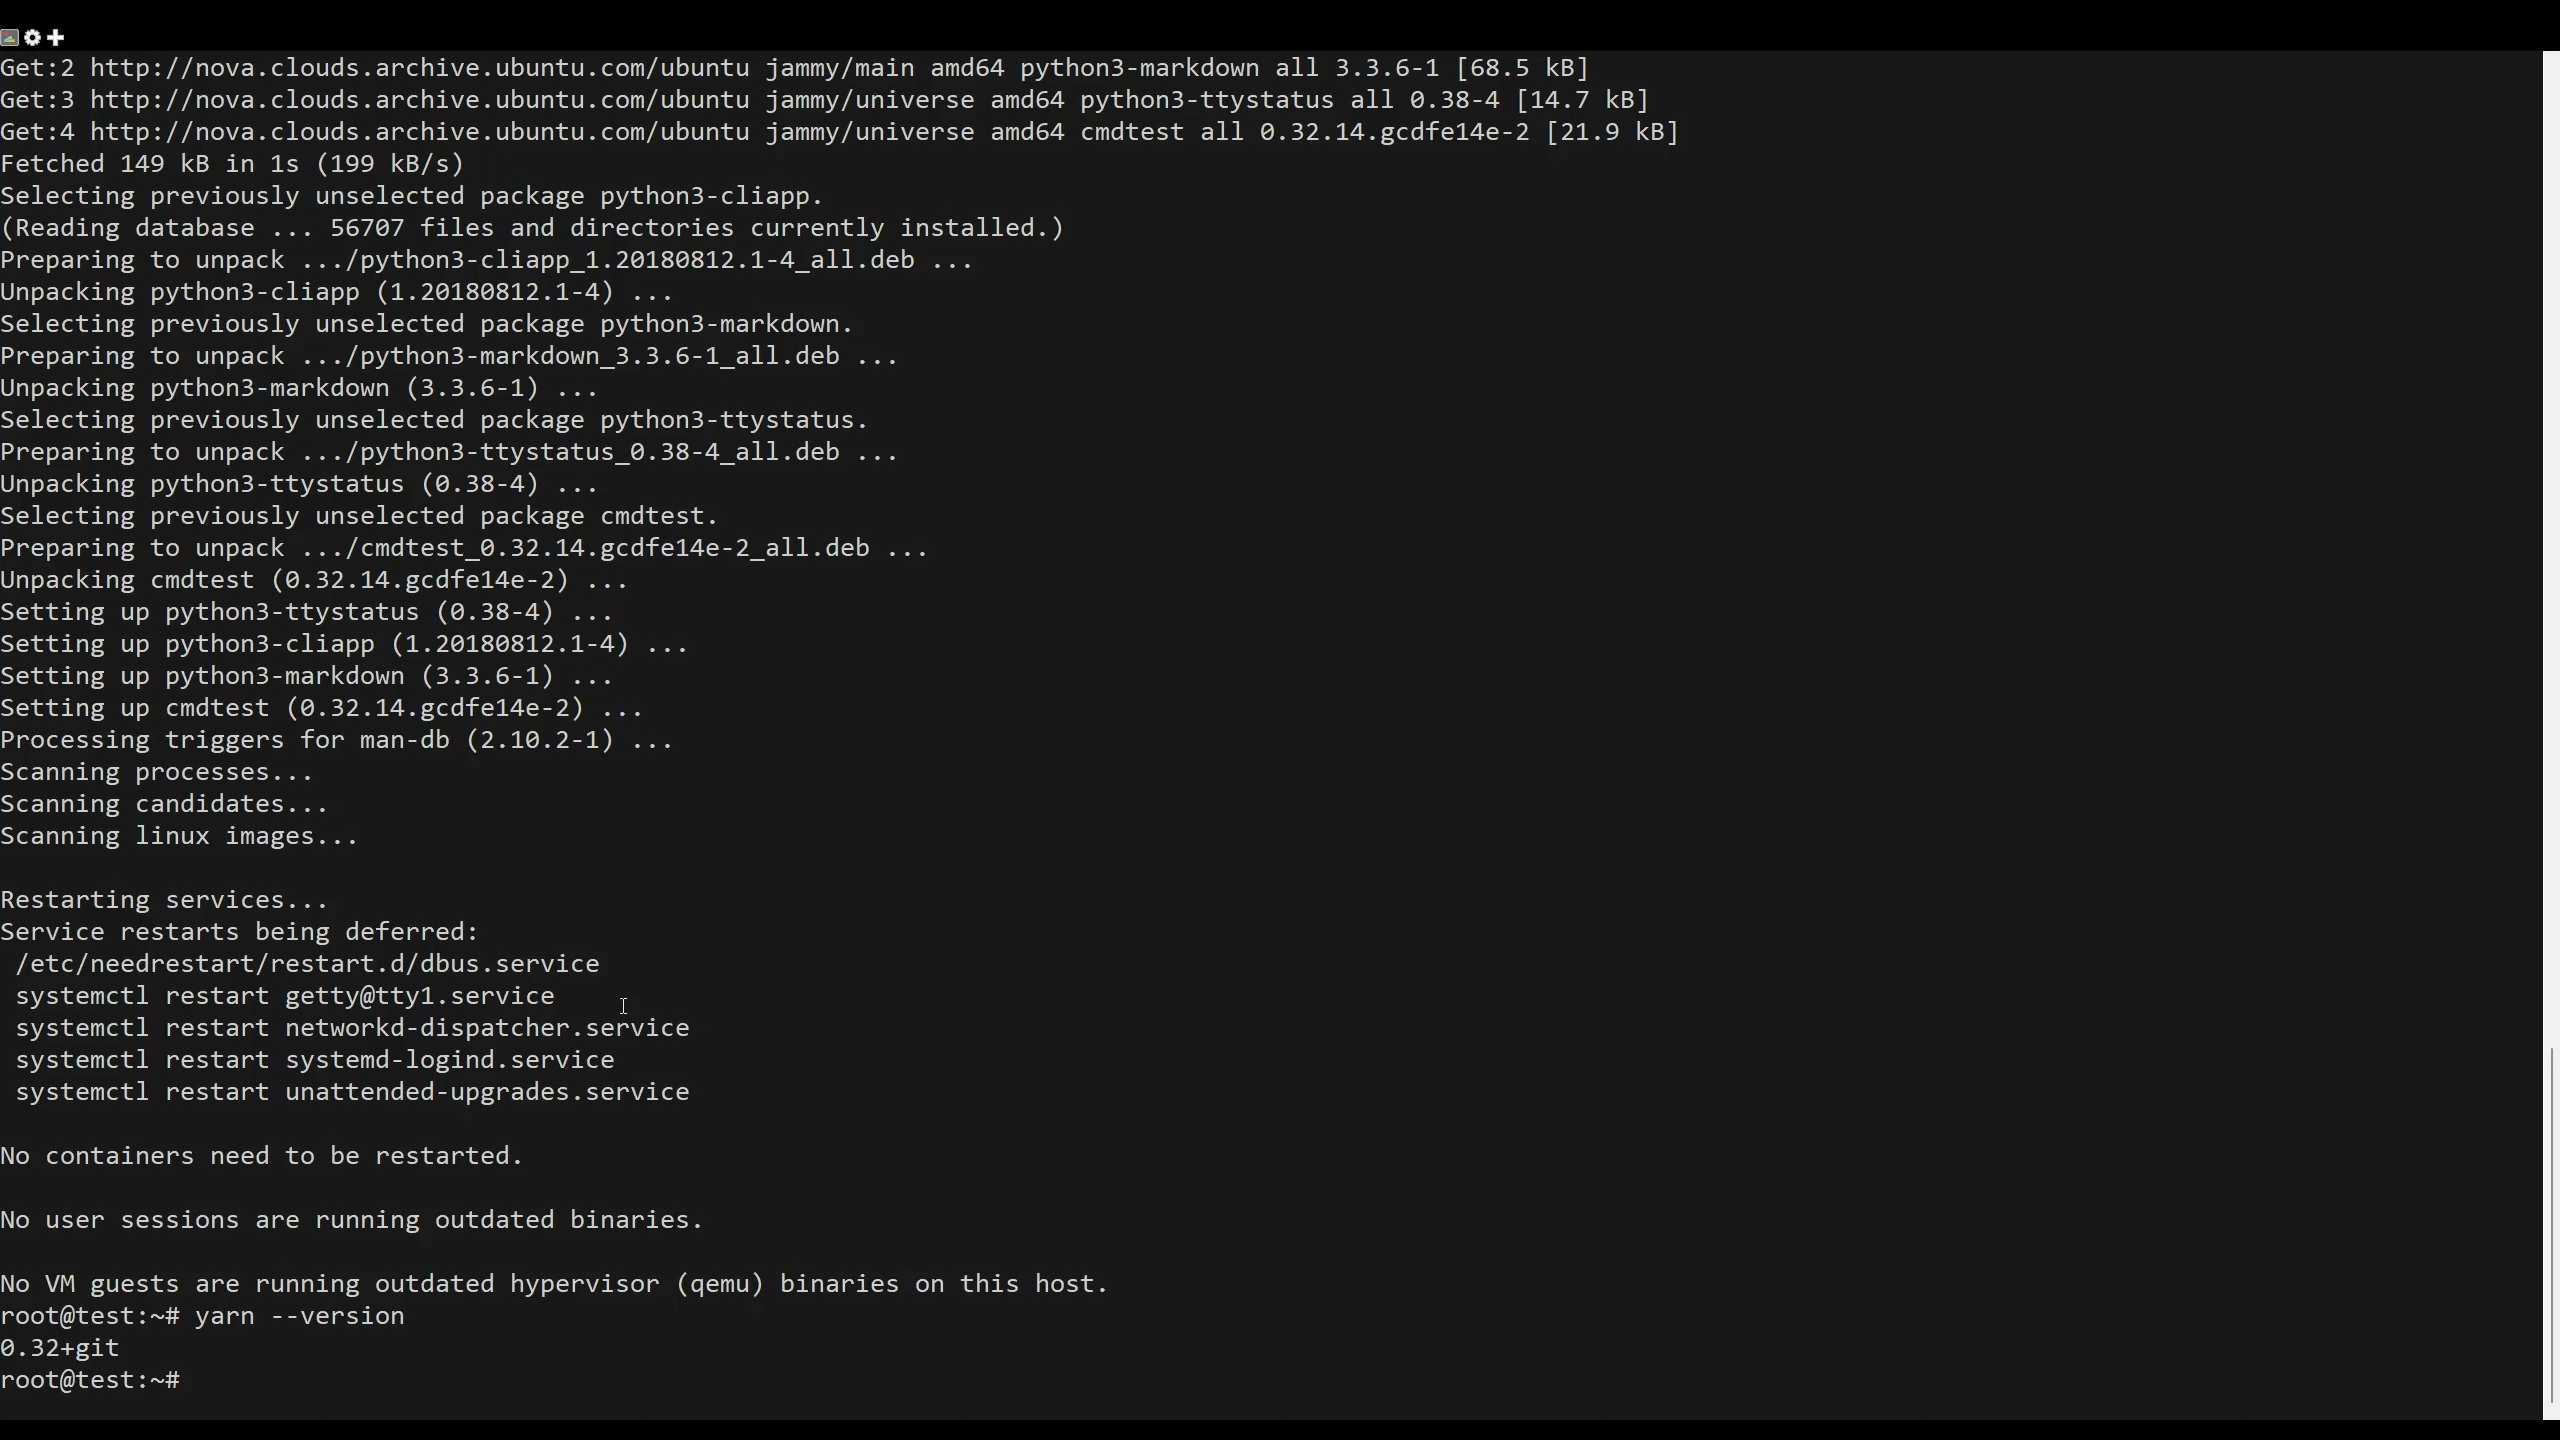 Get:2 http://nova.clouds.archive.ubuntu.com/ubuntu jammy/main amd64 python3-markdown all 3.3.6-1 [68.5 kB]
Get:3 http://nova.clouds.archive.ubuntu.com/ubuntu jammy/universe amd64 python3-ttystatus all 0.38-4 [14.7 kB]
Get:4 http://nova.clouds.archive.ubuntu.com/ubuntu jammy/universe amd64 cmdtest all 0.32.14.gcdfe14e-2 [21.9 kB]
Fetched 149 kB in 1s (199 kB/s)
Selecting previously unselected package python3-cliapp.
(Reading database ... 56707 files and directories currently installed.)
Preparing to unpack .../python3-cliapp_1.20180812.1-4_all.deb ...
Unpacking python3-cliapp (1.20180812.1-4) ...
Selecting previously unselected package python3-markdown.
Preparing to unpack .../python3-markdown_3.3.6-1_all.deb ...
Unpacking python3-markdown (3.3.6-1) ...
Selecting previously unselected package python3-ttystatus.
Preparing to unpack .../python3-ttystatus_0.38-4_all.deb ...
Unpacking python3-ttystatus (0.38-4) ...
Selecting previously unselected package cmdtest.
Preparing to unpack .../cmdtest_0.32.14.gcdfe14e-2_all.deb ...
Unpacking cmdtest (0.32.14.gcdfe14e-2) ...
Setting up python3-ttystatus (0.38-4) ...
Setting up python3-cliapp (1.20180812.1-4) ...
Setting up python3-markdown (3.3.6-1) ...
Setting up cmdtest (0.32.14.gcdfe14e-2) ...
Processing triggers for man-db (2.10.2-1) ...
Scanning processes...
Scanning candidates...
Scanning linux images...
Restarting services...
Service restarts being deferred:
/etc/needrestart/restart.d/dbus.service
systemctl restart getty@tty1.service
systemctl restart networkd-dispatcher.service
systemctl restart systemd-logind.service
systemctl restart unattended-upgrades.service
No containers need to be restarted.
No user sessions are running outdated binaries.
No VM guests are running outdated hypervisor (qemu) binaries on this host.
root@test:~# yarn --version
0.32+git
root@test:~#